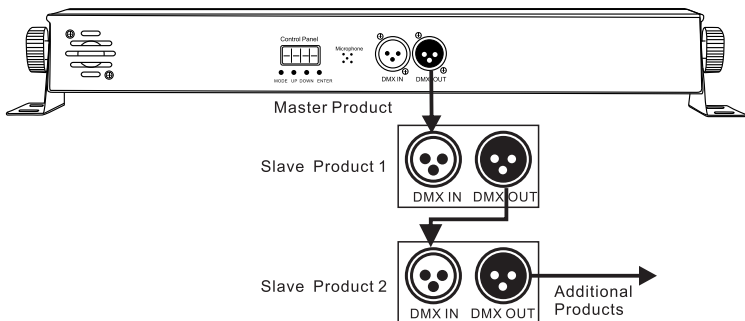 Control Panel
Microphone
MODE UP DOWN ENTER
DMX IN DMX OUT
Master Product
Slave Product 1
DMX IN DMX OUT
Slave Product 2
DMX IN DMX OUT
Additional
Products